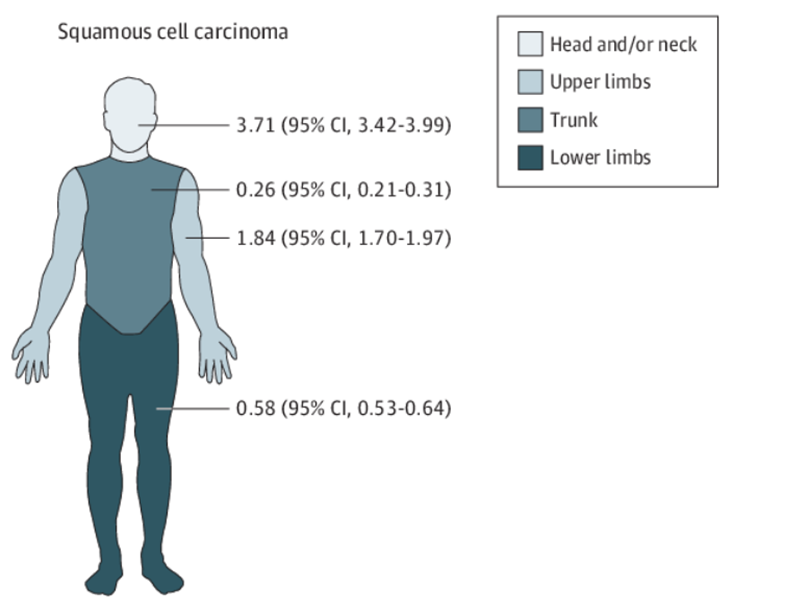 Squamous cell carcinoma
3.71 (95% CI, 3.42-3.99)
0.26 (95% CI, 0.21-0.31)
1.84 (95% CI, 1.70-1.97)
0.58 (95% CI, 0.53-0.64)
Head and/or neck
Upper limbs
Trunk
Lower limbs